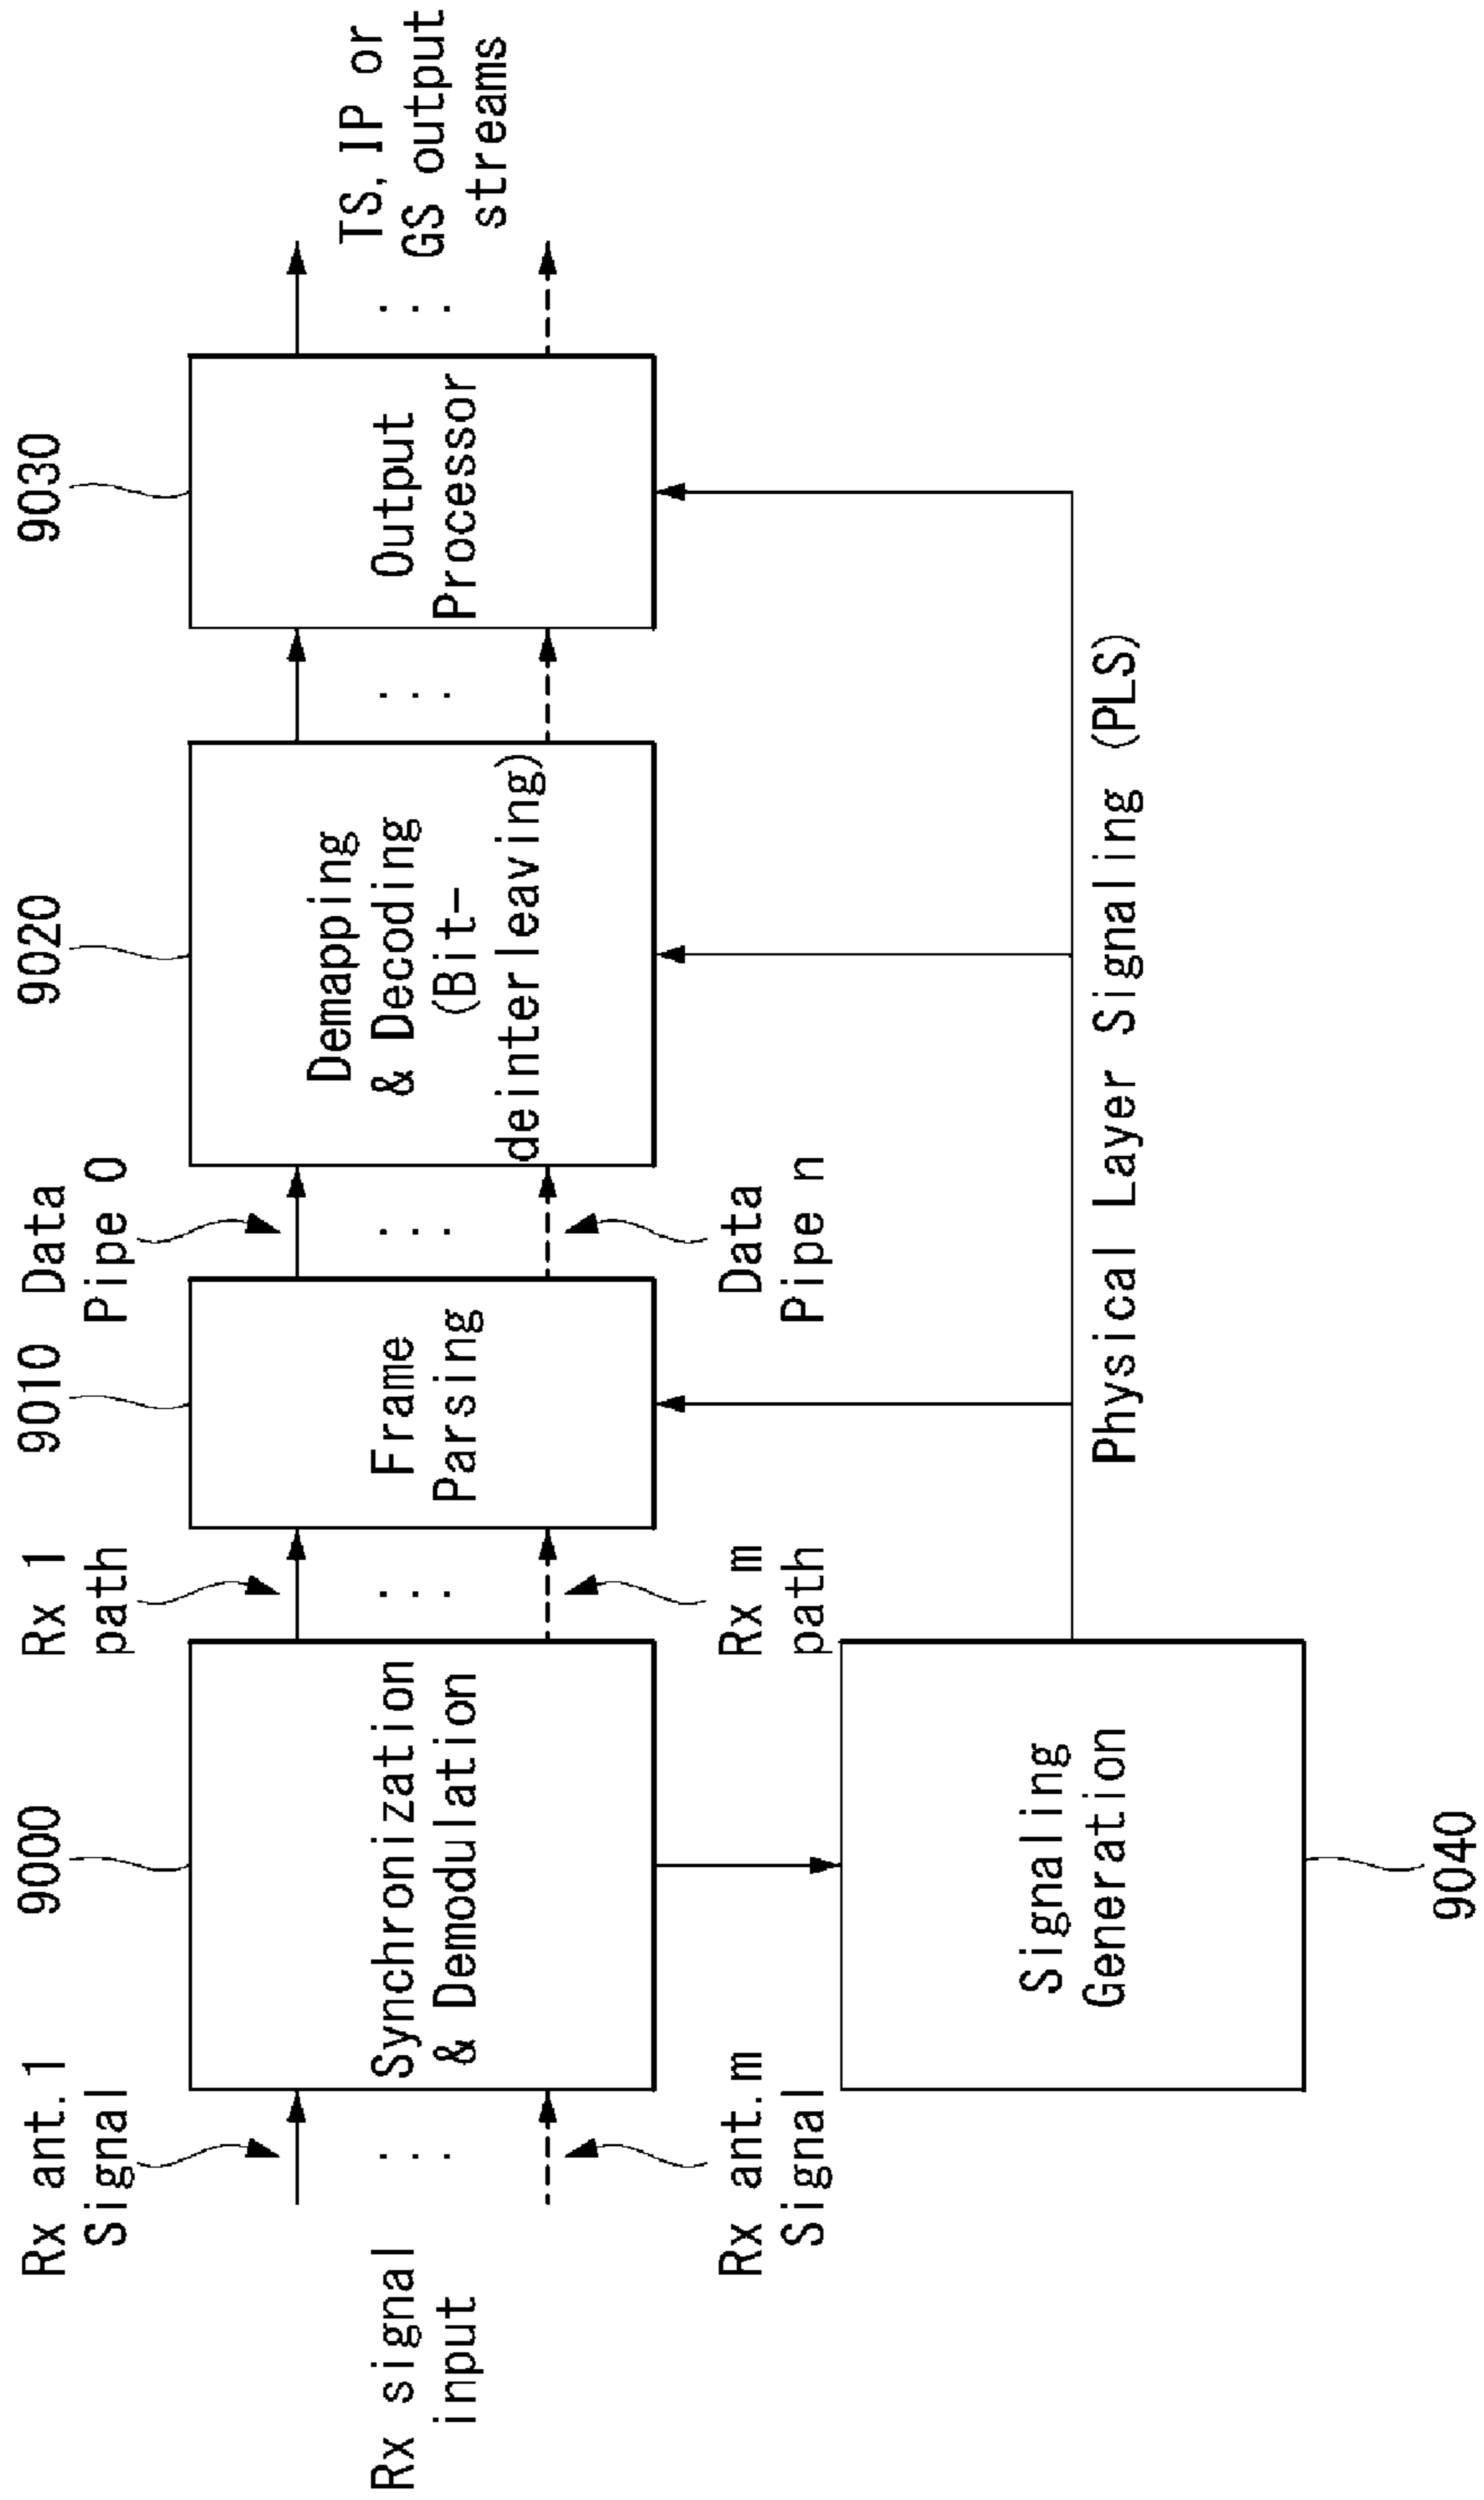 Rx signal
input
Rx ant.1
Signal
Rx ant.m
Signal
9000
Synchronization
& Demodulation
Rx 1
path
Rx m
path
9010
Frame
Parsing
Data
Pipe 0
Data
Pipe n
9020
Demapping
& Decoding
(Bit-
deinterleaving)
9030
Output
Processor
TS, IP or
GS output
streams
Signaling
Generation
9040
Physical Layer Signaling (PLS)